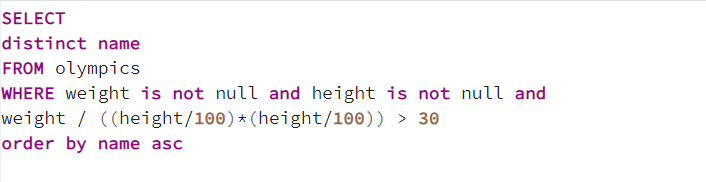 SELECT
distinct name
FROM olympics
WHERE weight is not null and height is not null and
weight / ((height/100)*(height/100)) > 30
order by name asc